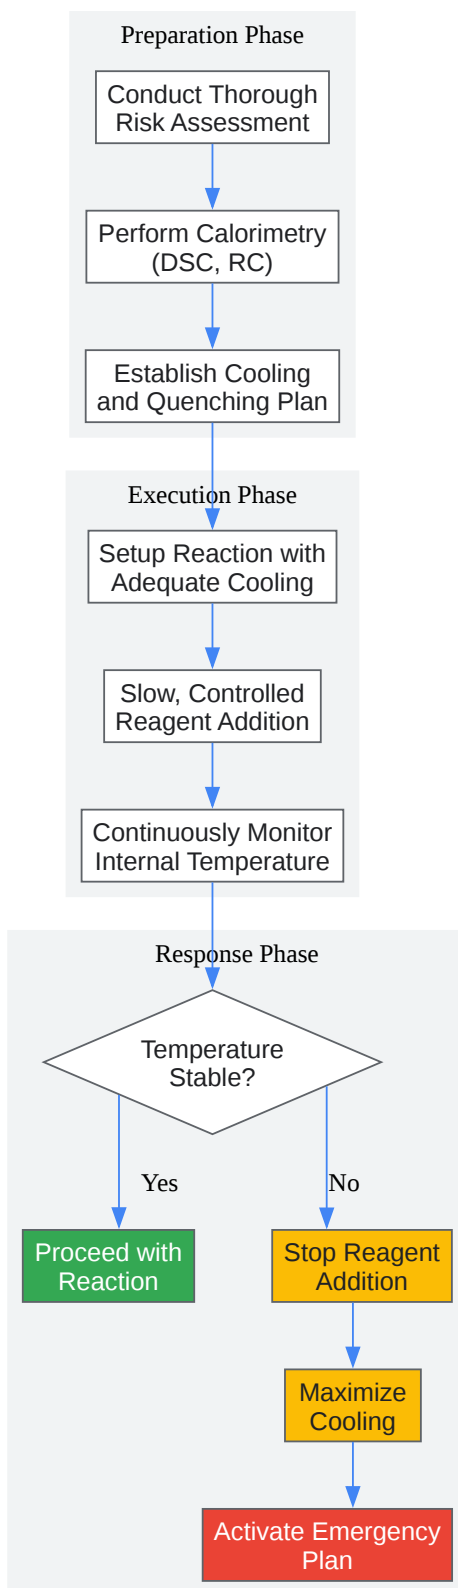 Preparation Phase
Conduct Thorough
Risk Assessment
Perform Calorimetry
(DSC, RC)
Establish Cooling
and Quenching Plan
Execution Phase
Setup Reaction with
Adequate Cooling
Slow, Controlled
Reagent Addition
Continuously Monitor
Internal Temperature
Response Phase
Temperature
Stable?
Yes
No
Proceed with
Reaction
Stop Reagent
Addition
Maximize
Cooling
Activate Emergency
Plan